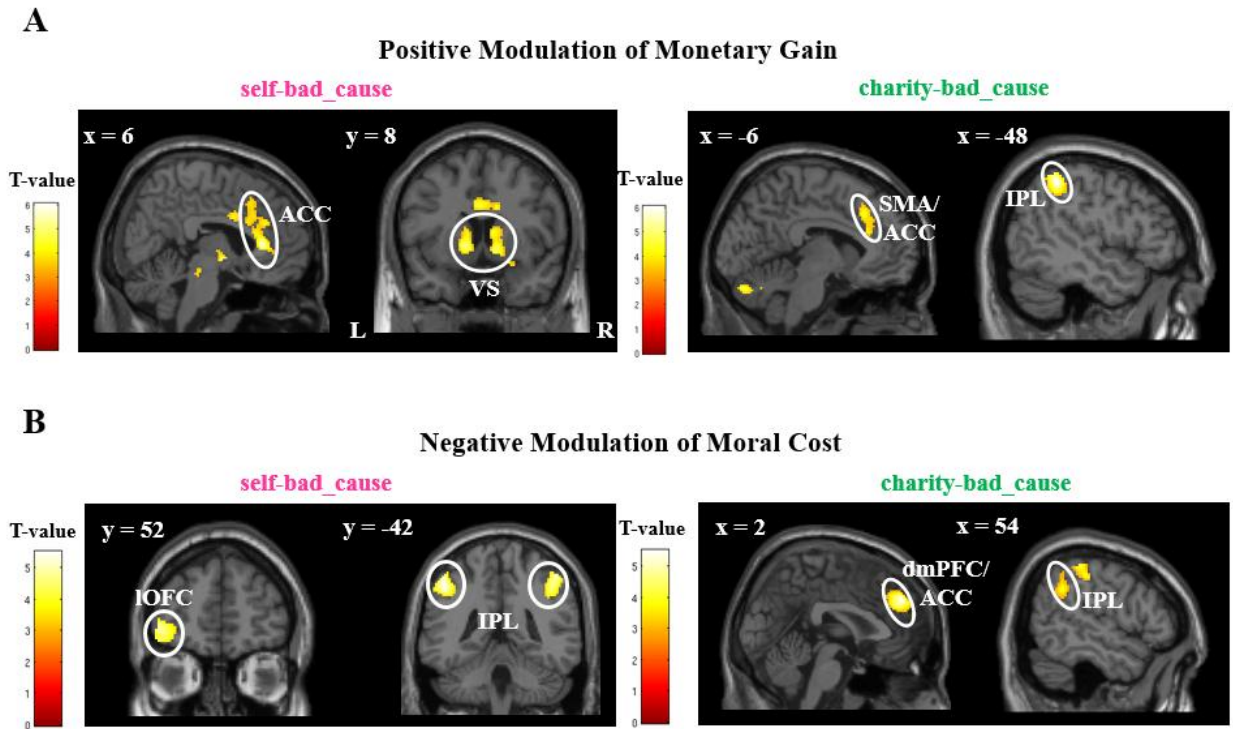 A
Positive Modulation of Monetary Gain
self-bad_cause
charity-bad_cause
x = 6
y = 8
x = -6
x = -48
T-value
T-value
6
5
4
3
2
1
0
6
5
4
3
2
1
0
ACC
VS
L
R
SMA/
ACC
IPL
B
Negative Modulation of Moral Cost
self-bad_cause
charity-bad_cause
T-value
y = 52
y = -42
T-value
x = 2
x = 54
5
4
3
2
1
0
5
4
3
2
1
0
lOFC
IPL
dmPFC/
ACC
IPL